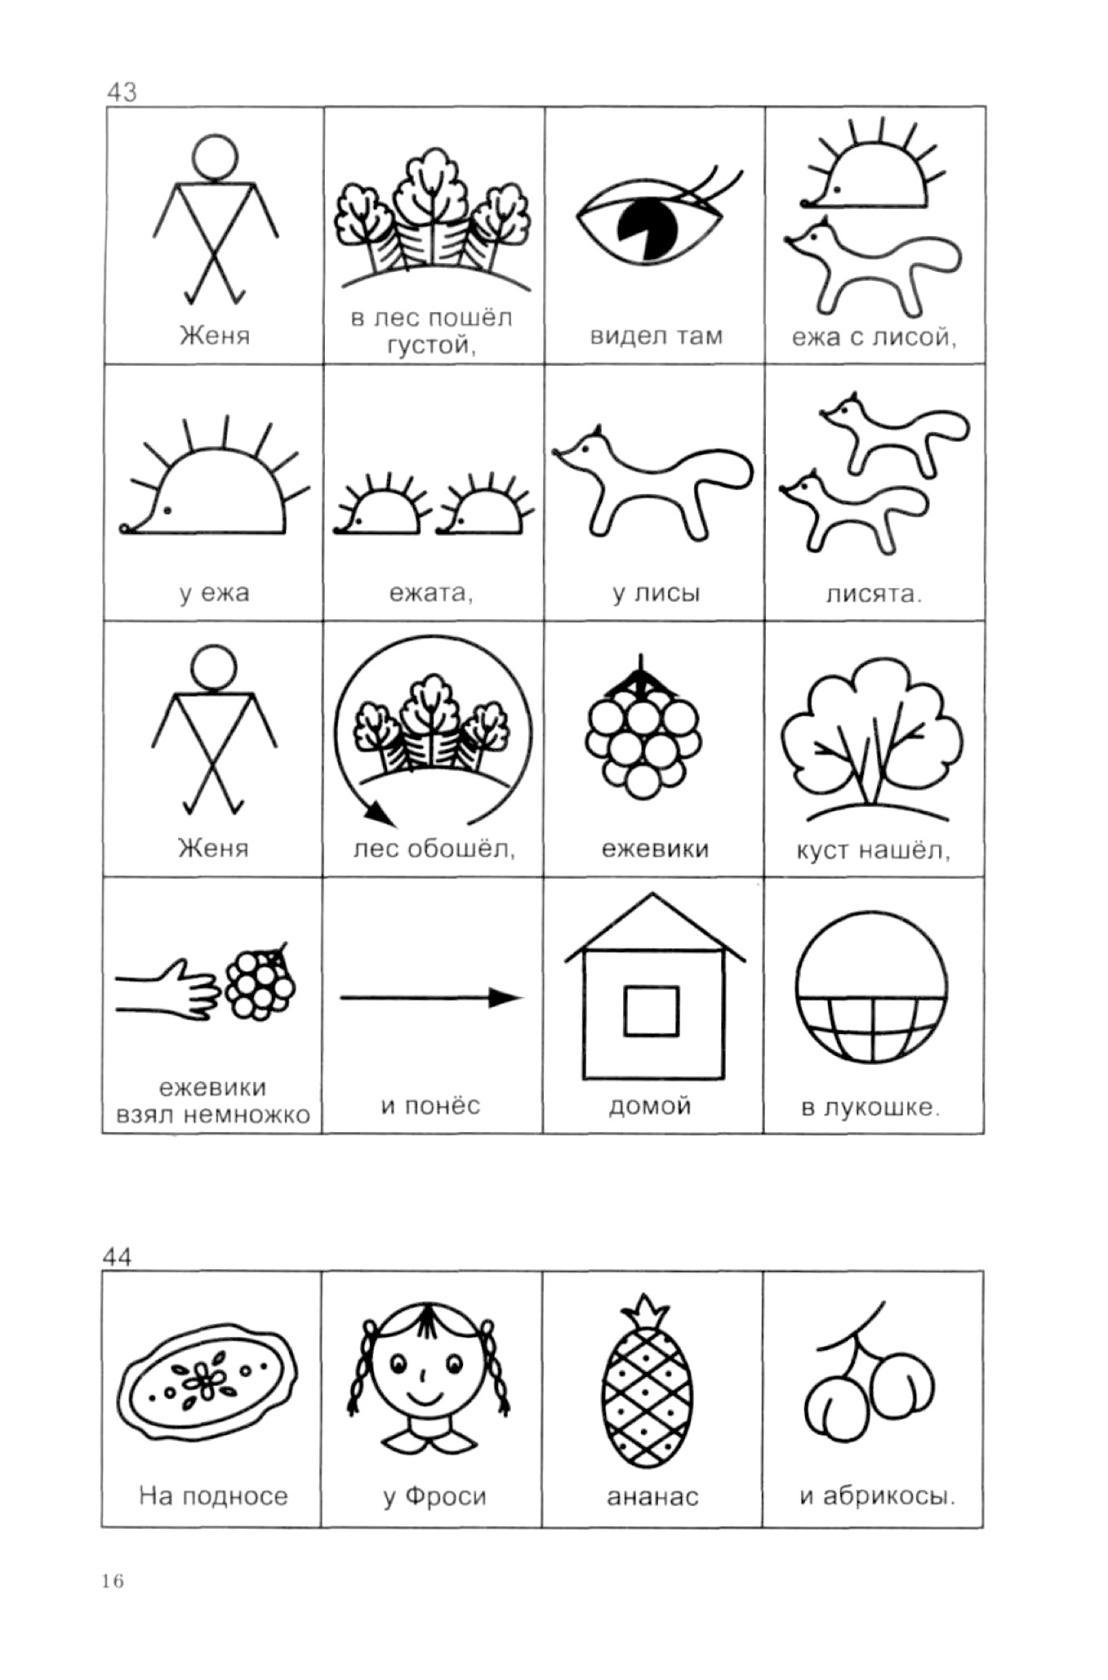 43
Женя
в лес пошёл
густой,
видел там
ежа с лисой,
у ежа
ежата,
у лисы
лисята.
Женя
лес обошёл,
ежевики
куст нашёл,
ежевики
взял немножко
и понёс
домой
в лукошке.
44
На подносе
у Фроси
ананас
и абрикосы.
16